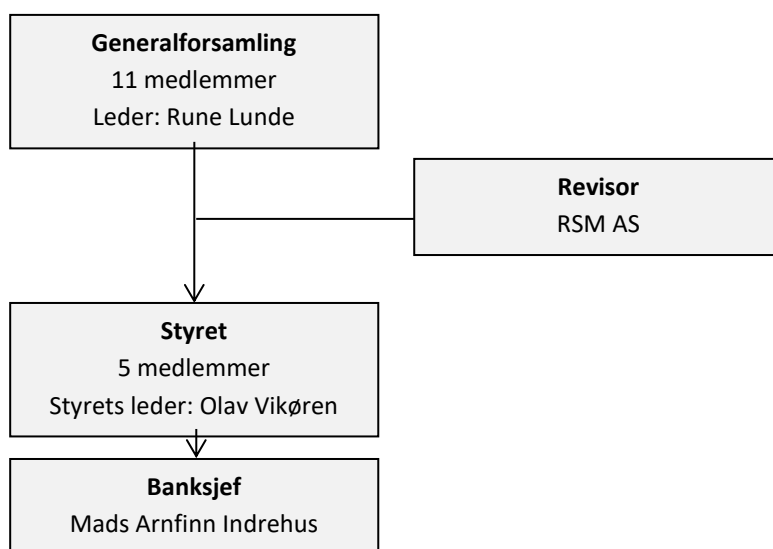 Generalforsamling
11 medlemmer
Leder: Rune Lunde
Revisor
RSM AS
Styret
5 medlemmer
Styrets leder: Olav Vikøren
Banksjef
Mads Arnfinn Indrehus